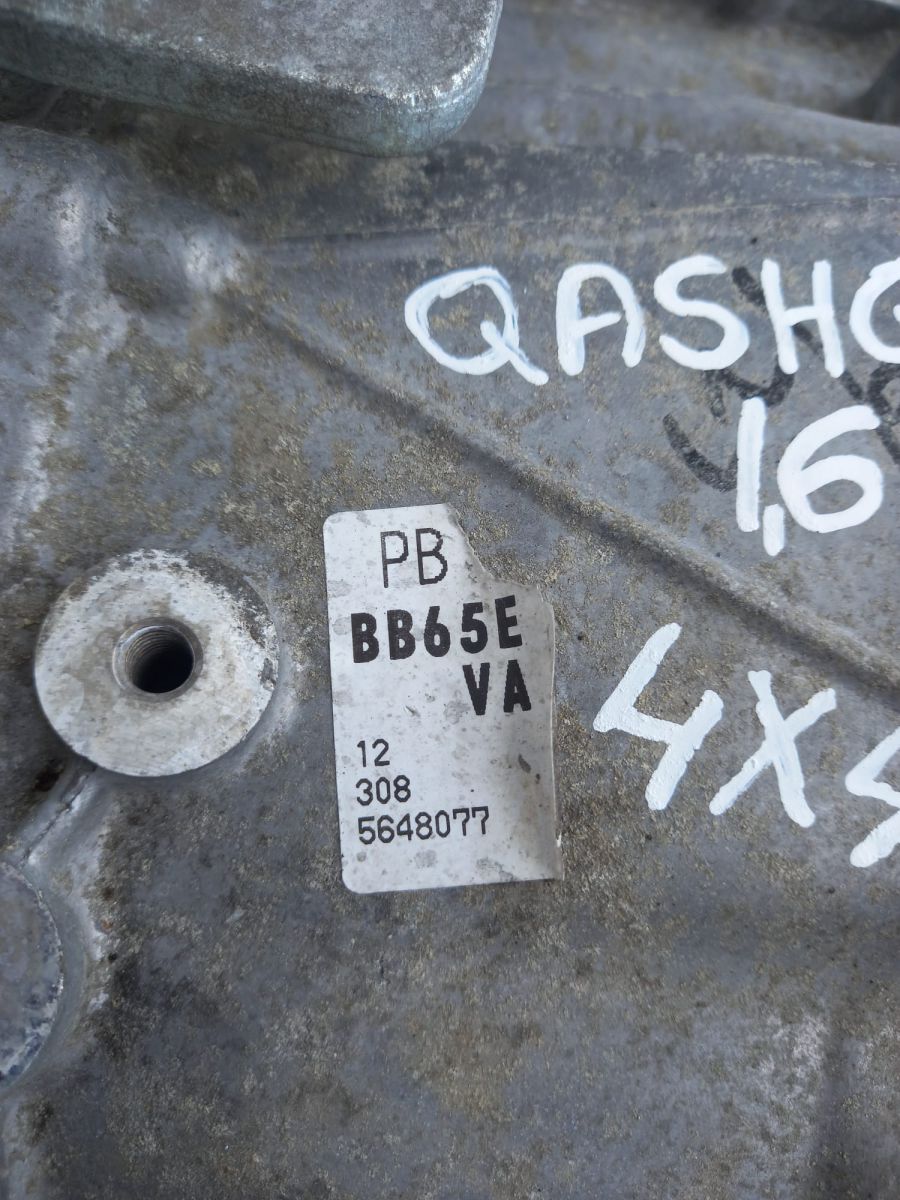 QASHQ
1,6
4X
PB
BB65E
VA
12
308
5648077